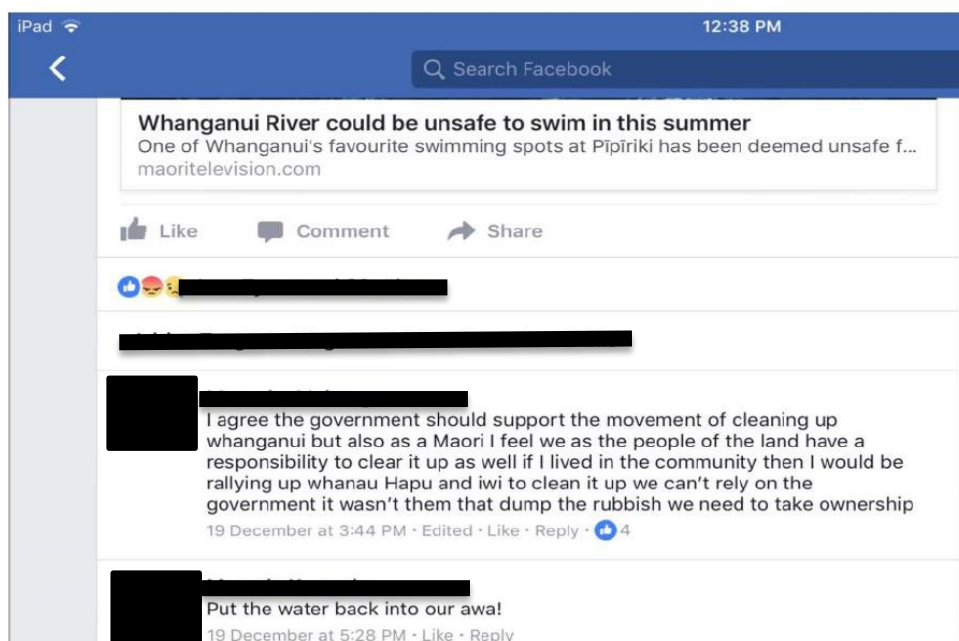 iPad 12:38 PM
Search Facebook
Whanganui River could be unsafe to swim in this summer
One of Whanganui's favourite swimming spots at Pīpīriki has been deemed unsafe f...
maoritelevision.com
Like Comment Share
I agree the government should support the movement of cleaning up
whanganui but also as a Maori I feel we as the people of the land have a
responsibility to clear it up as well if I lived in the community then I would be
rallying up whanau Hapu and iwi to clean it up we can't rely on the
government it wasn't them that dump the rubbish we need to take ownership
19 December at 3:44 PM · Edited · Like · Reply · 4
Put the water back into our awa!
19 December at 5:28 PM · Like · Reply